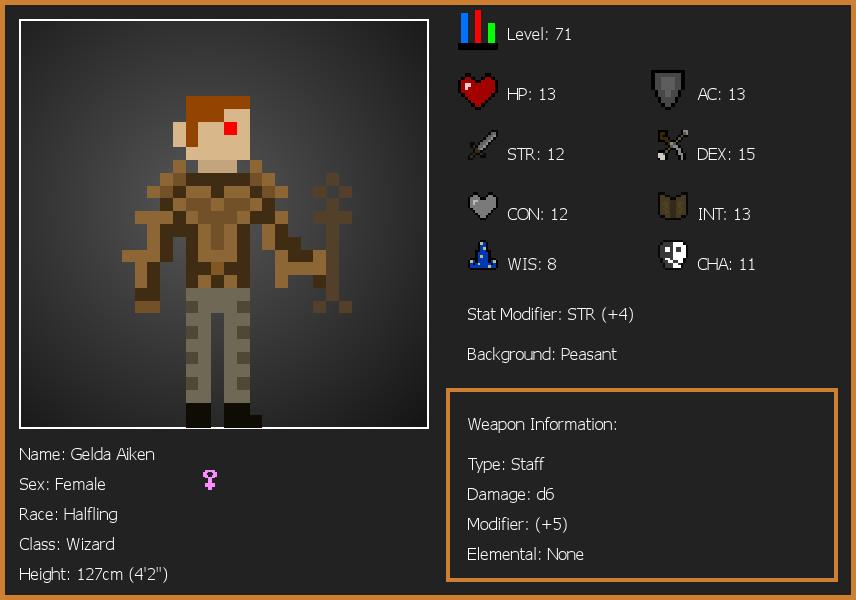 Level: 71
HP: 13
AC: 13
STR: 12
DEX: 15
CON: 12
INT: 13
WIS: 8
CHA: 11
Stat Modifier: STR (+4)
Background: Peasant
Weapon Information:
Type: Staff
Damage: d6
Modifier: (+5)
Elemental: None
Name: Gelda Aiken
Sex: Female
Race: Halfling
Class: Wizard
Height: 127cm (4'2")